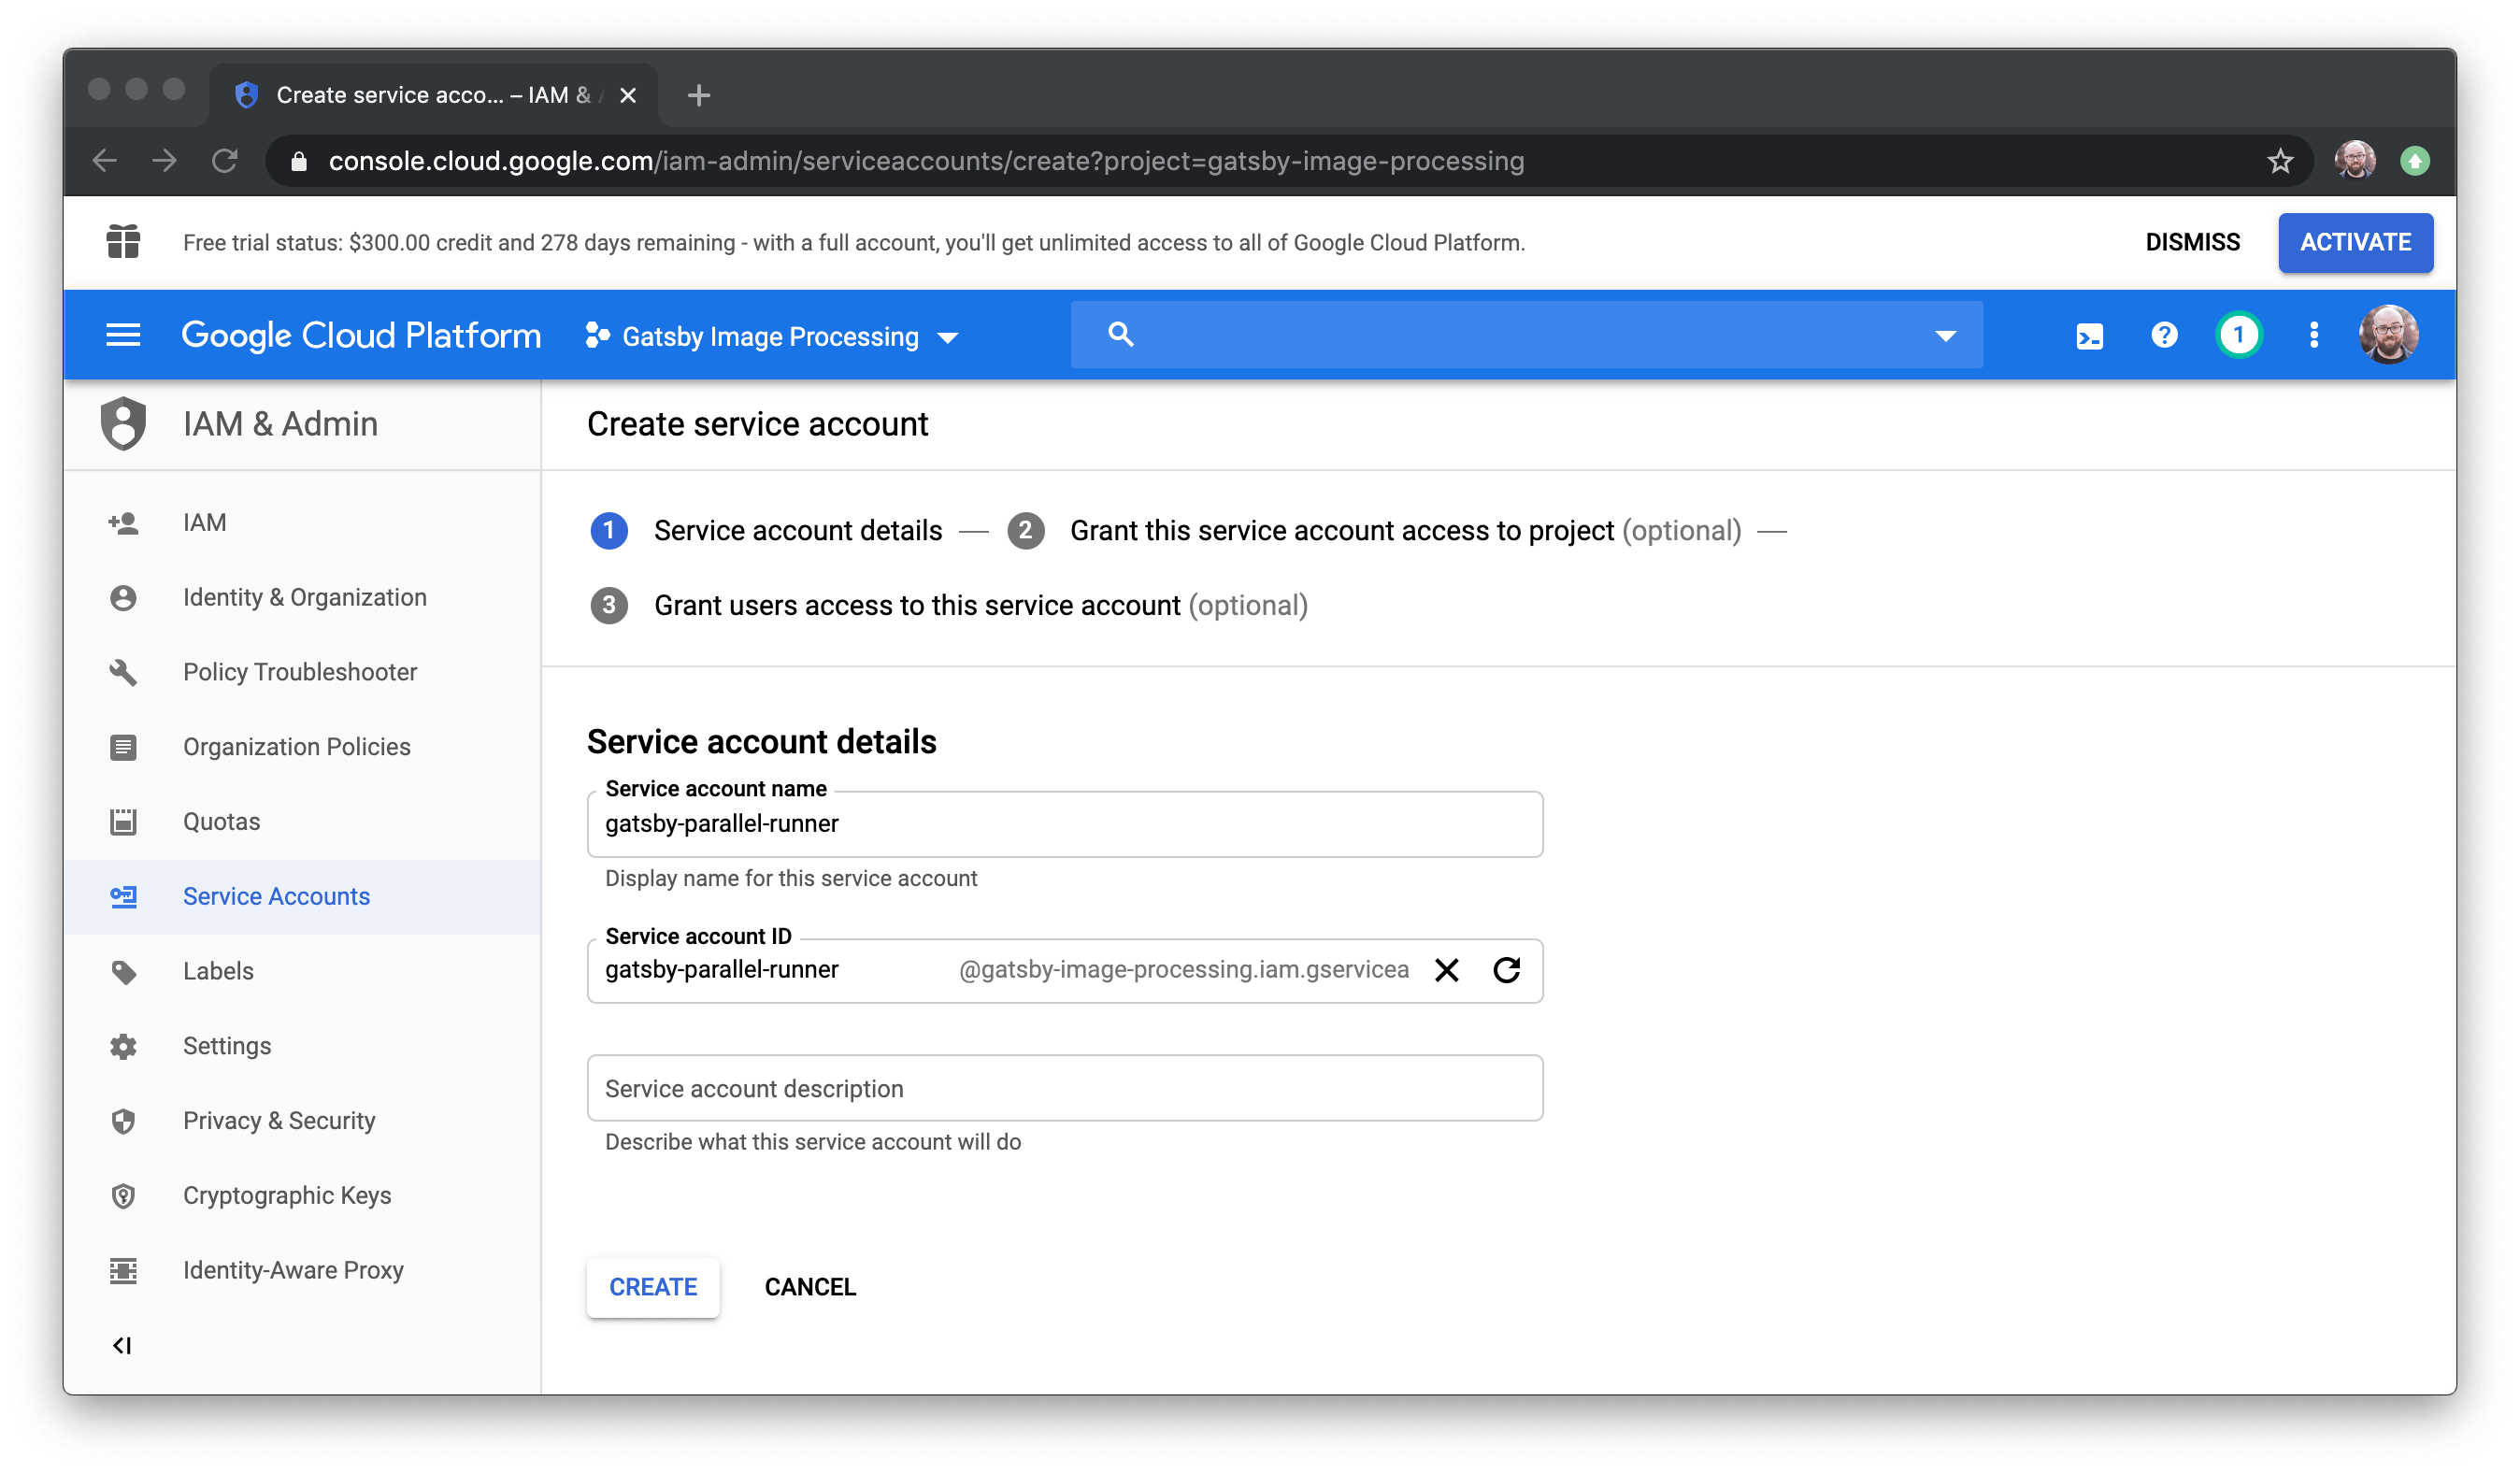 Create service acco... – IAM &
console.cloud.google.com/iam-admin/serviceaccounts/create?project=gatsby-image-processing
Free trial status: $300.00 credit and 278 days remaining - with a full account, you'll get unlimited access to all of Google Cloud Platform.
DISMISS
ACTIVATE
Google Cloud Platform
Gatsby Image Processing
1
IAM & Admin
Create service account
IAM
Identity & Organization
Policy Troubleshooter
Organization Policies
Quotas
Service Accounts
Labels
Settings
Privacy & Security
Cryptographic Keys
Identity-Aware Proxy
1 Service account details — 2 Grant this service account access to project (optional) —
3 Grant users access to this service account (optional)
Service account details
Service account name
gatsby-parallel-runner
Display name for this service account
Service account ID
gatsby-parallel-runner @gatsby-image-processing.iam.gservicea
Service account description
Describe what this service account will do
CREATE
CANCEL